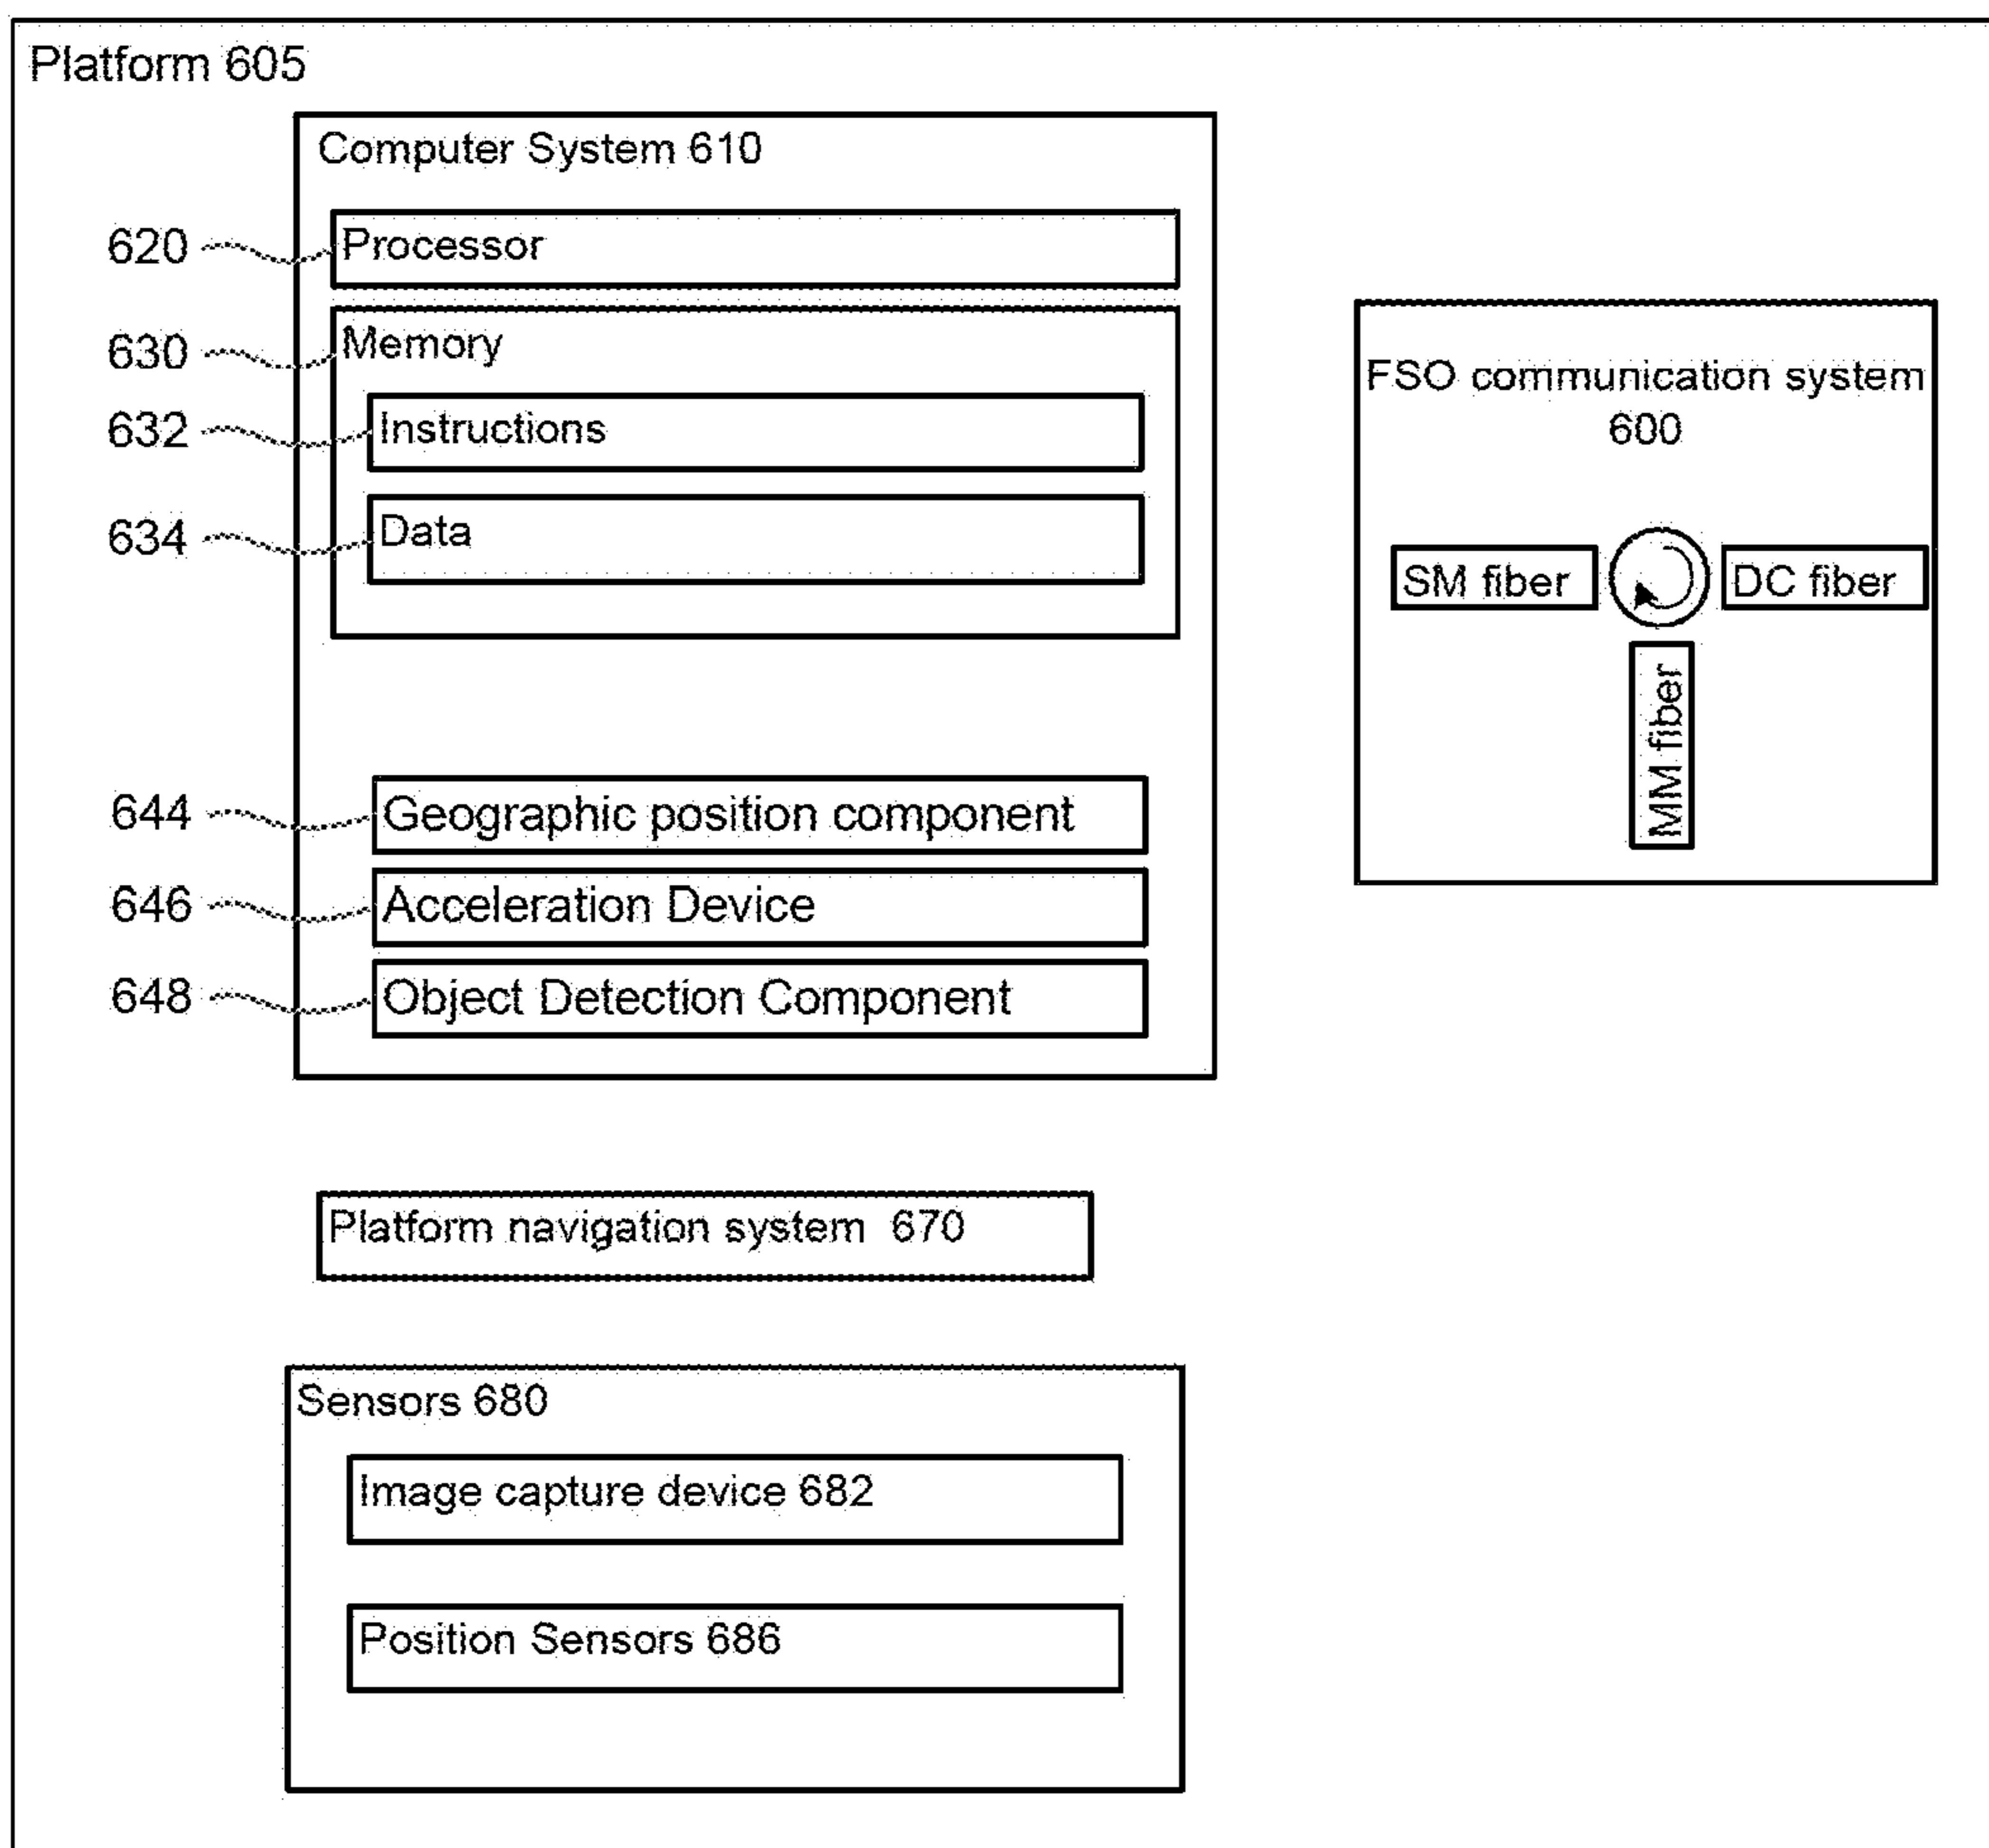 Platform 605
Computer System 610
620 Processor
630 Memory
632 Instructions
634 Data
644 Geographic position component
646 Acceleration Device
648 Object Detection Component
FSO communication system
600
SM fiber
DC fiber
MM fiber
Platform navigation system 670
Sensors 680
Image capture device 682
Position Sensors 686